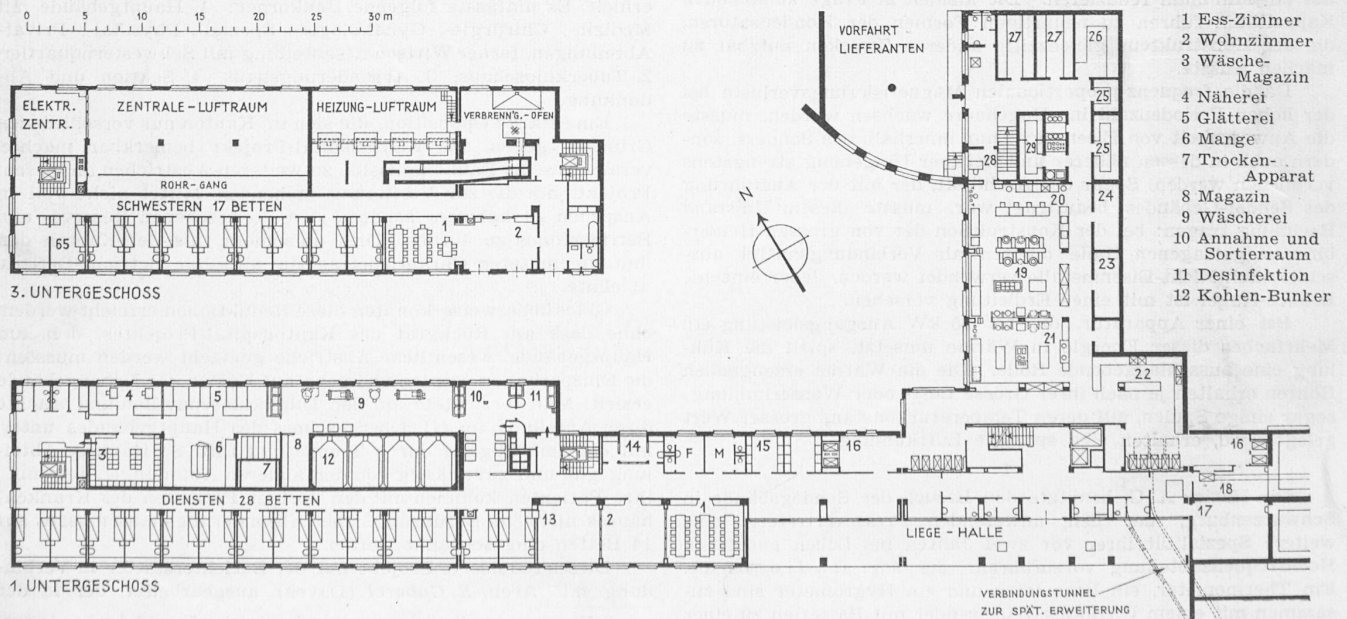 0 5 10 15 20 25 30 m
ELEKTR.
ZENTR.
ZENTRALE-LUFTRAUM
HEIZUNG-LUFTRAUM
VERBRENN'G.-OFEN
ROHR-GANG
SCHWESTERN 17 BETTEN
65
1
2
3. UNTERGESCHOSS
4
5
9
10
11
3
6
7
8
12
DIENSTEN 28 BETTEN
14
F
M
15
16
13
2
1
1. UNTERGESCHOSS
VORFAHRT-
LIEFERANTEN
27
27
26
25
25
28
29
20
24
19
21
22
16
18
17
LIEGE-HALLE
VERBINDUNGSTUNNEL
ZUR SPÄT. ERWEITERUNG
1 Ess-Zimmer
2 Wohnzimmer
3 Wäsche-
Magazin
4 Näherei
5 Glätterei
6 Mange
7 Trocken-
Apparat
8 Magazin
9 Wäscherei
10 Annahme und
Sortierraum
11 Desinfektion
12 Kohlen-Bunker